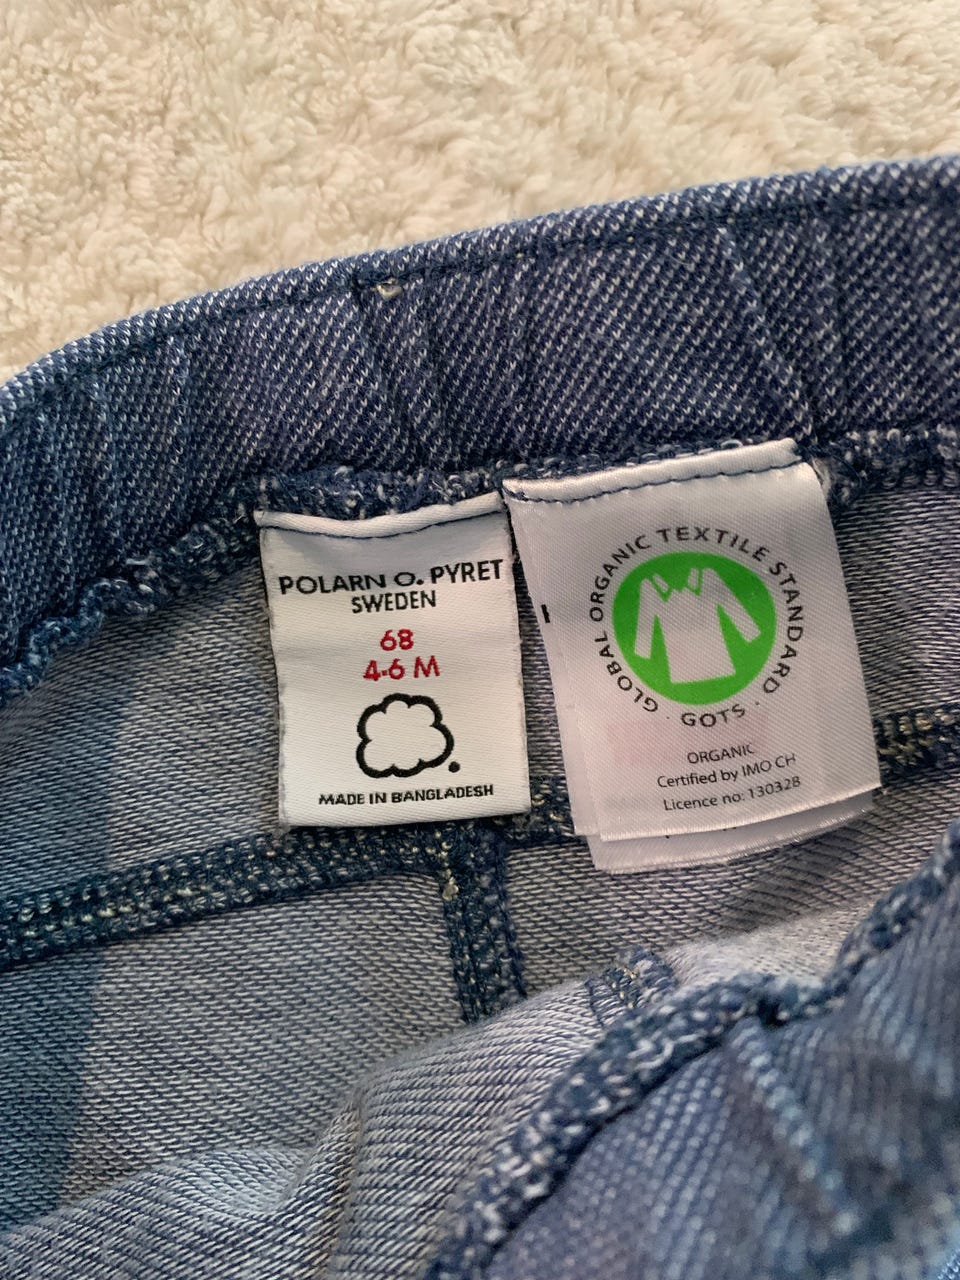 POLARN O. PYRET
SWEDEN
68
4-6 M
MADE IN BANGLADESH
GLOBAL ORGANIC TEXTILE STANDARD · GOTS ·
ORGANIC
Certified by IMO CH
Licence no: 130328